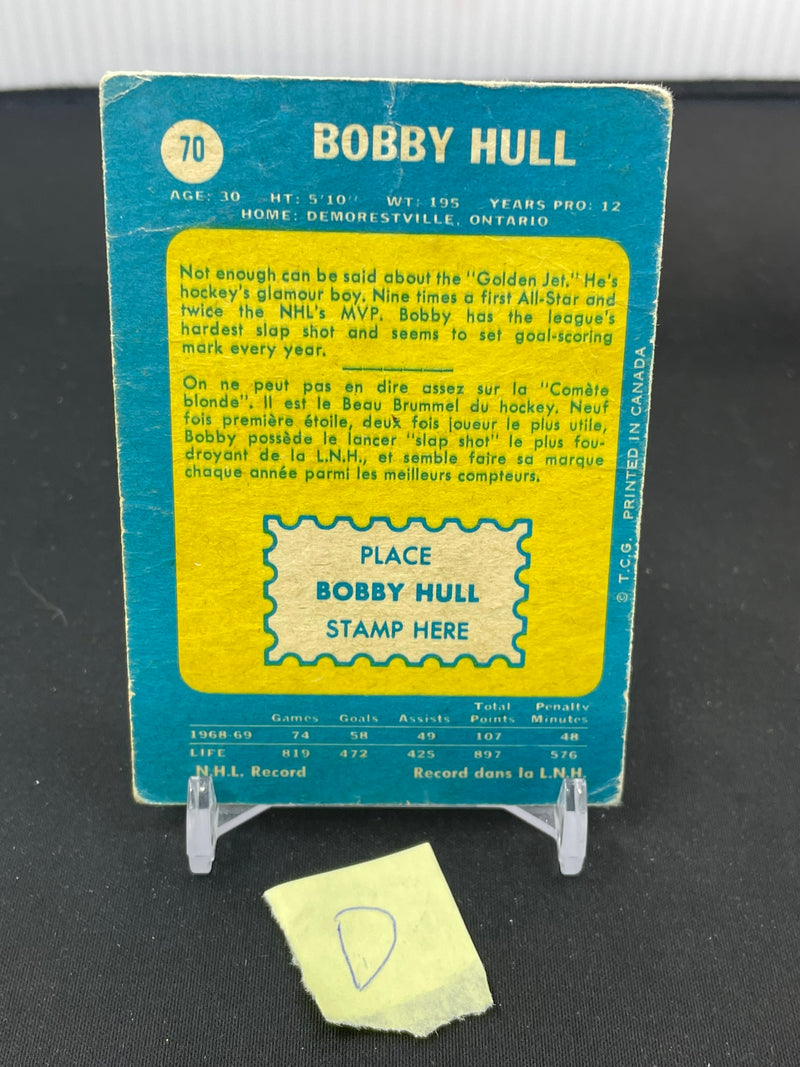 70
BOBBY HULL
AGE: 30 HT: 5'10" WT: 195 YEARS PRO: 12
HOME: DEMORESTVILLE, ONTARIO
Not enough can be said about the "Golden Jet." He's
hockey's glamour boy. Nine times a first All-Star and
twice the NHL's MVP. Bobby has the league's
hardest slap shot and seems to set goal-scoring
mark every year.
On ne peut pas en dire assez sur la "Comète
blonde". Il est le Beau Brummel du hockey. Neuf
fois première étoile, deux fois joueur le plus utile,
Bobby possède le lancer "slap shot" le plus fou-
droyant de la L.N.H., et semble faire sa marque
chaque année parmi les meilleurs compteurs.
PLACE
BOBBY HULL
STAMP HERE
© T.C.G. PRINTED IN CANADA
Total Penalty
Games Goals Assists Points Minutes
1968-69 74 58 49 107 48
LIFE 819 472 425 897 576
N.H.L. Record Record dans la L.N.H.
D